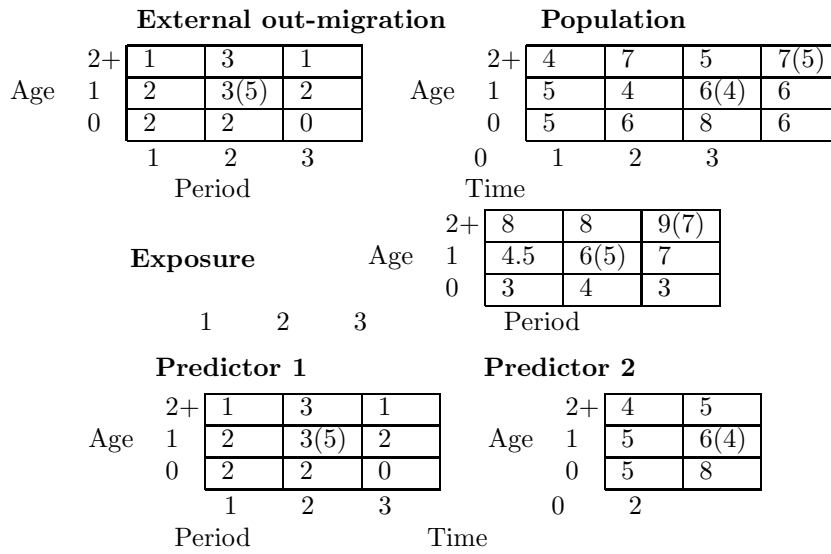 External out-migration Population
2+ 1 3 1 2+ 4 7 5 7(5)
Age 1 2 3(5) 2 Age 1 5 4 6(4) 6
0 2 2 0 0 5 6 8 6
1 2 3 0 1 2 3
Period Time
2+ 8 8 9(7)
Exposure Age 1 4.5 6(5) 7
0 3 4 3
1 2 3 Period
Predictor 1 Predictor 2
2+ 1 3 1 2+ 4 5
Age 1 2 3(5) 2 Age 1 5 6(4)
0 2 2 0 0 5 8
1 2 3 0 2
Period Time